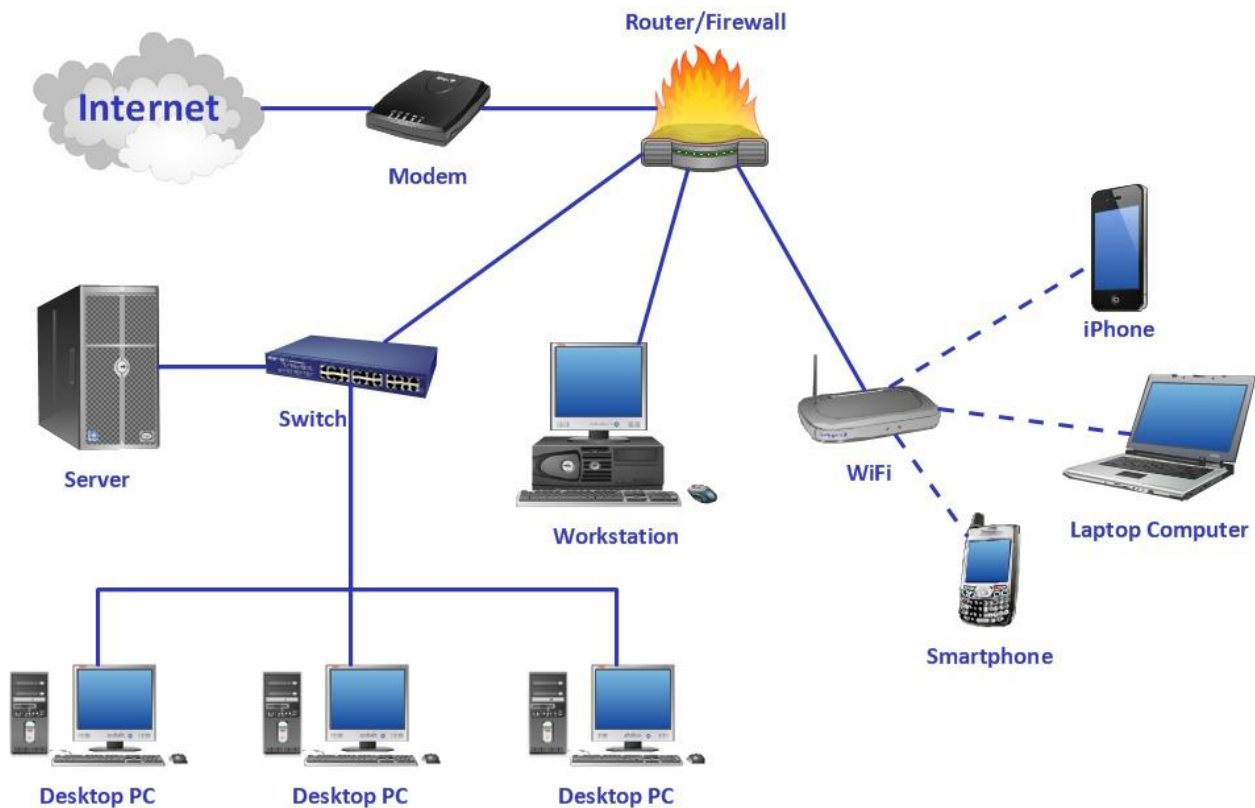 Router/Firewall
Internet
Modem
iPhone
Switch
Server
WiFi
Workstation
Laptop Computer
Smartphone
Desktop PC
Desktop PC
Desktop PC